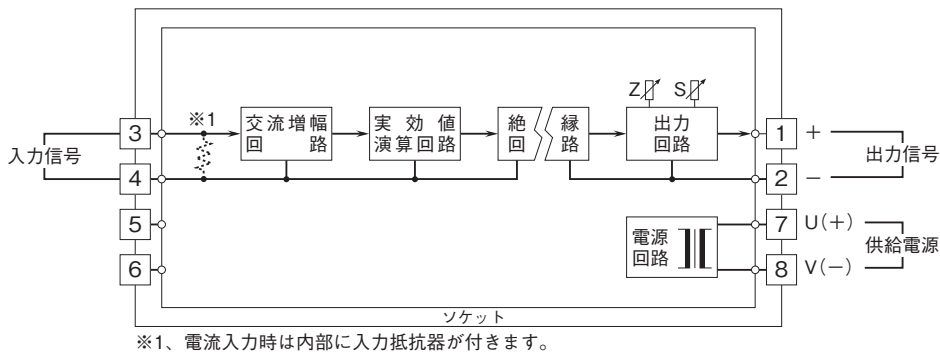 ※1
交流増幅
回　　路
実 効 値
演算回路
絶 縁
回 路
Z
S
出力
回路
3
4
5
6
入力信号
1
+
2
−
出力信号
7
U(+)
8
V(−)
供給電源
電源
回路
ソケット
※1、電流入力時は内部に入力抵抗器が付きます。